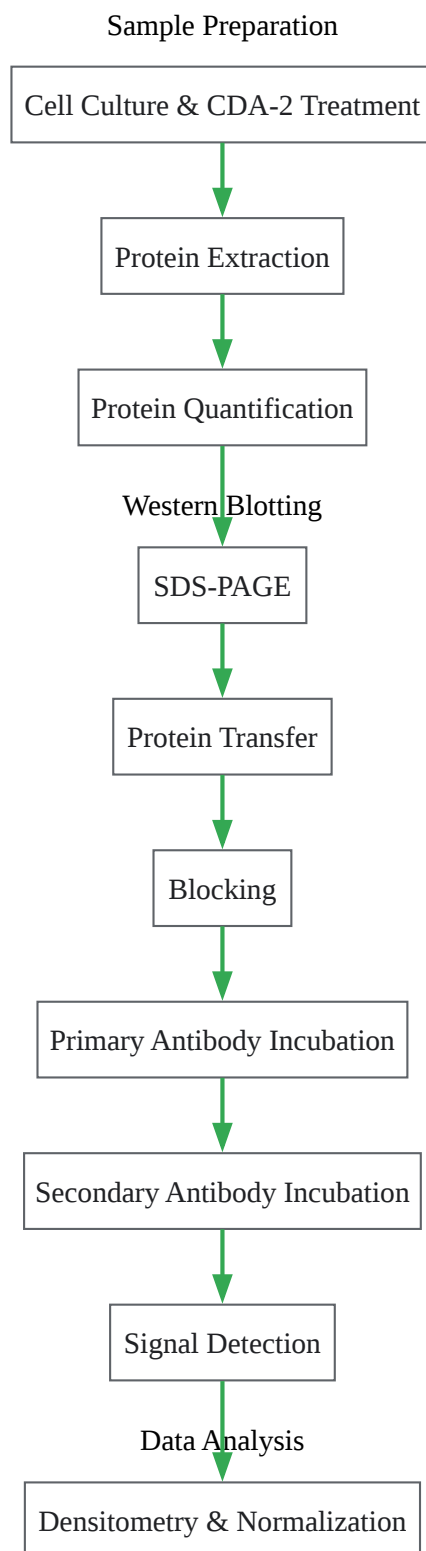 Sample Preparation
Cell Culture & CDA-2 Treatment
Protein Extraction
Protein Quantification
Western Blotting
SDS-PAGE
Protein Transfer
Blocking
Primary Antibody Incubation
Secondary Antibody Incubation
Signal Detection
Data Analysis
Densitometry & Normalization